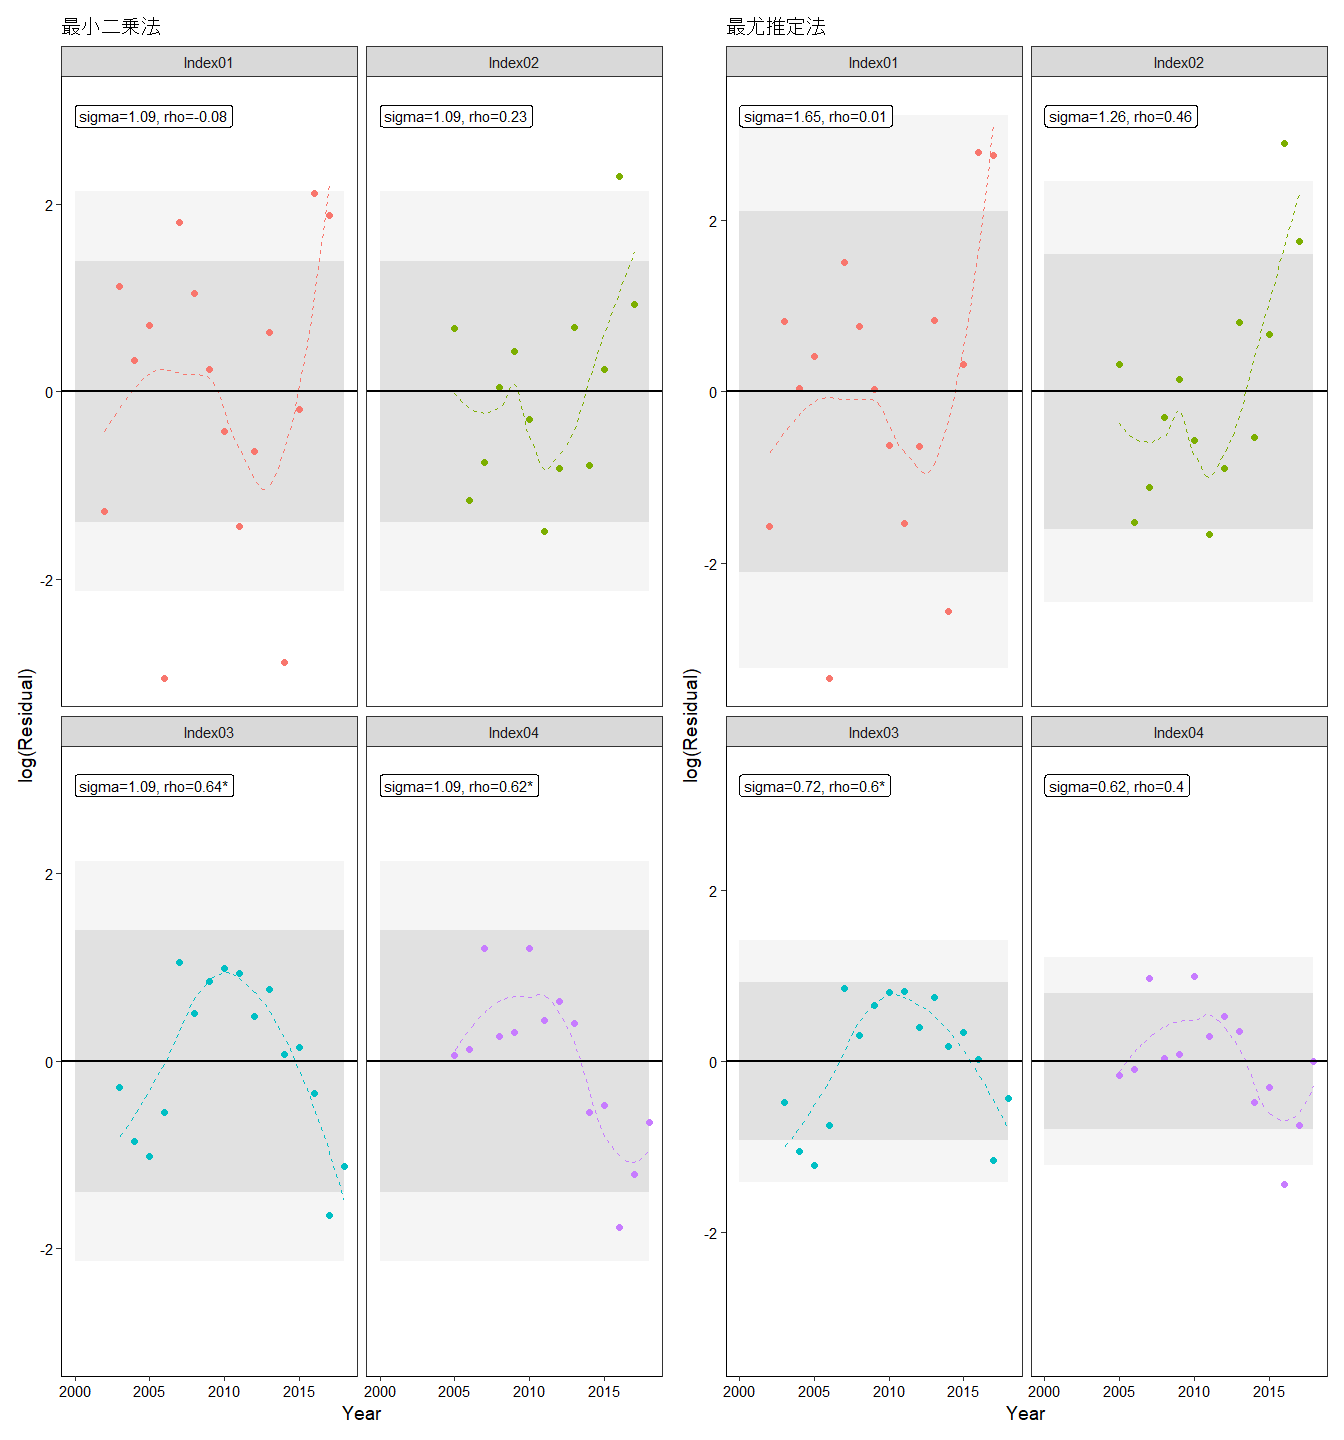 最小二乗法
Index01
Index02
sigma=1.09, rho=-0.08
sigma=1.09, rho=0.23
2
0
-2
Index03
Index04
sigma=1.09, rho=0.64*
sigma=1.09, rho=0.62*
2
0
-2
2000
2005
2010
2015
2000
2005
2010
2015
log(Residual)
Year
最尤推定法
Index01
Index02
sigma=1.65, rho=0.01
sigma=1.26, rho=0.46
2
0
-2
Index03
Index04
sigma=0.72, rho=0.6*
sigma=0.62, rho=0.4
2
0
-2
2000
2005
2010
2015
2000
2005
2010
2015
log(Residual)
Year